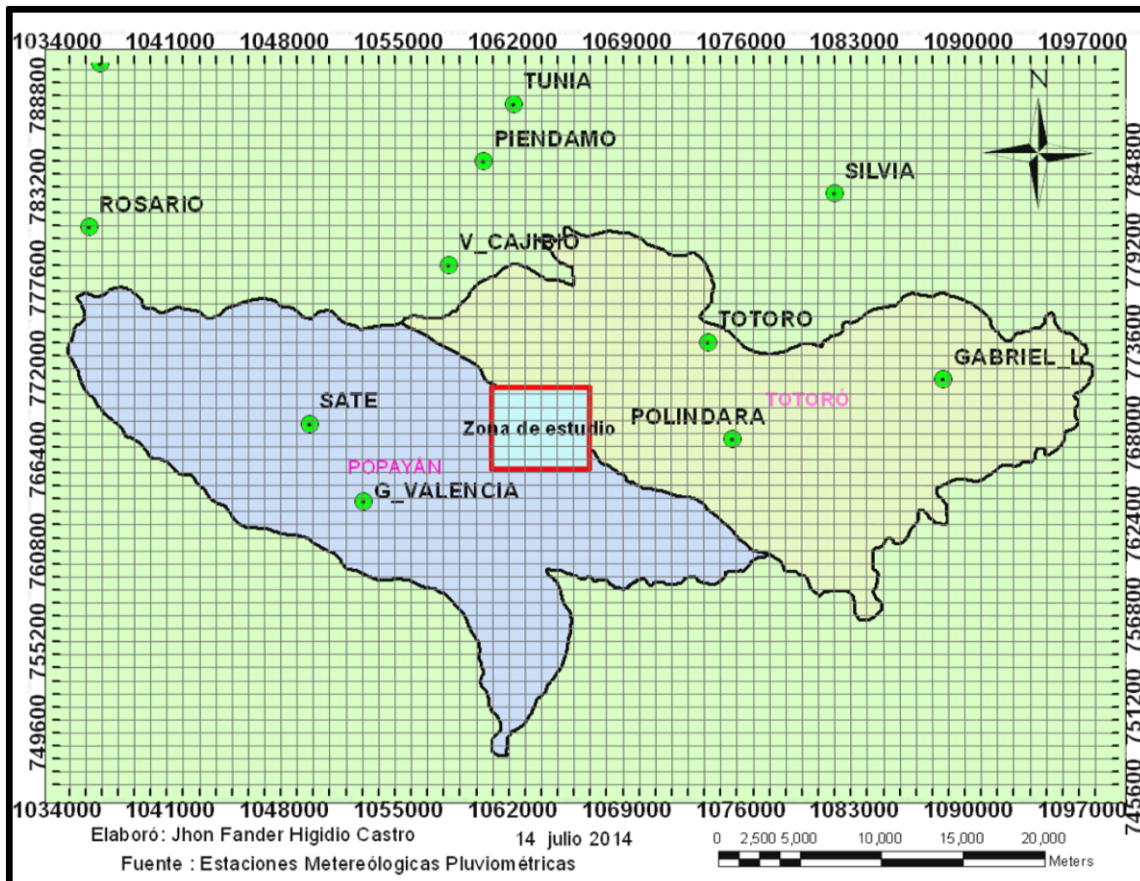 1034000 1041000 1048000 1055000 1062000 1069000 1076000 1083000 1090000 1097000
788800
783200
777600
772000
766400
760800
755200
749600
784800
779200
773600
768000
762400
756800
751200
745600
N
TUNIA
PIENDAMO
SILVIA
ROSARIO
V_CAJIBIO
TOTORO
GABRIEL_L
TOTORÓ
SATE
POLINDARA
Zona de estudio
POPAYÁN
G_VALENCIA
1034000 1041000 1048000 1055000 1062000 1069000 1076000 1083000 1090000 1097000
Elaboró: Jhon Fander Higidio Castro 14 julio 2014
Fuente : Estaciones Metereólogicas Pluviométricas
0 2,500 5,000 10,000 15,000 20,000
Meters